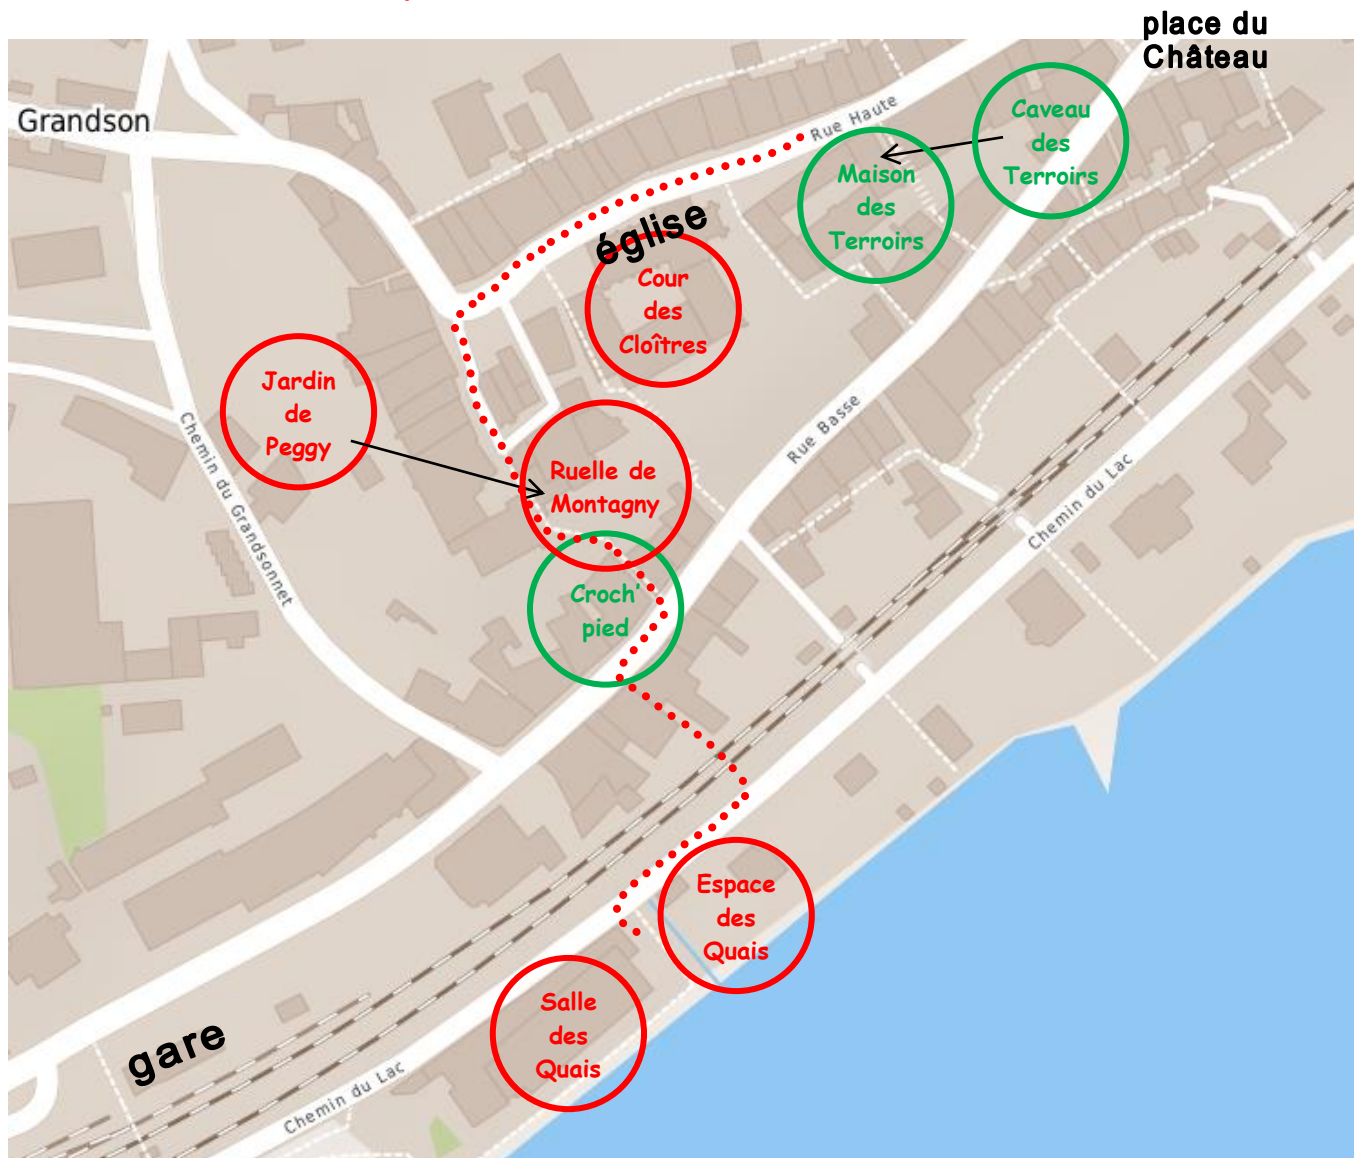 place du
Château
Grandson
Rue Haute
Caveau
des
Terroirs
Maison
des
Terroirs
église
Cour
des
Cloîtres
Jardin
de
Peggy
Chemin du Grandsonnet
Rue Basse
Ruelle de
Montagny
Chemin du Lac
Croch'
pied
Espace
des
Quais
Salle
des
Quais
gare
Chemin du Lac